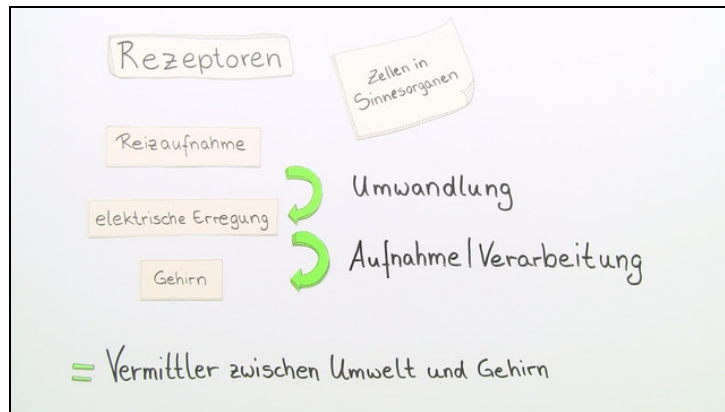 Rezeptoren
Zellen in
Sinnesorganen
Reizaufnahme
Umwandlung
elektrische Erregung
Aufnahme/Verarbeitung
Gehirn
= Vermittler zwischen Umwelt und Gehirn